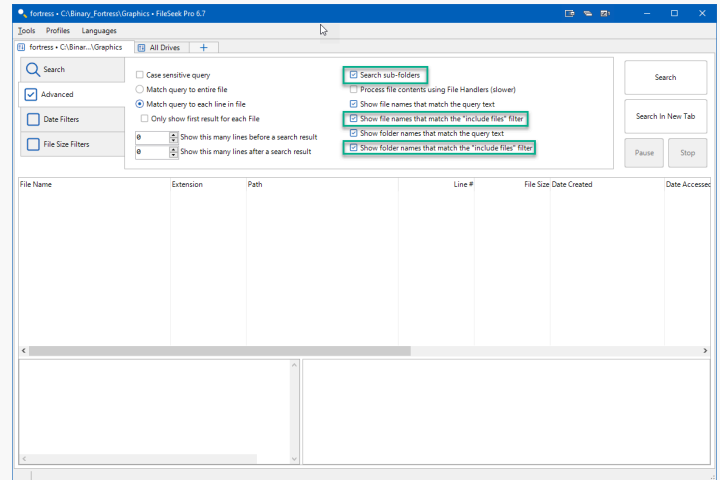 fortress • C:\Binary_Fortress\Graphics • FileSeek Pro 6.7
Tools Profiles Languages
fortress • C:\Binar...\Graphics All Drives +
Search
Advanced
Date Filters
File Size Filters
Case sensitive query
Match query to entire file
Match query to each line in file
Only show first result for each File
0 Show this many lines before a search result
0 Show this many lines after a search result
Search sub-folders
Process file contents using File Handlers (slower)
Show file names that match the query text
Show file names that match the "include files" filter
Show folder names that match the query text
Show folder names that match the "include files" filter
Search
Search In New Tab
Pause Stop
File Name Extension Path Line # File Size Date Created Date Accessed